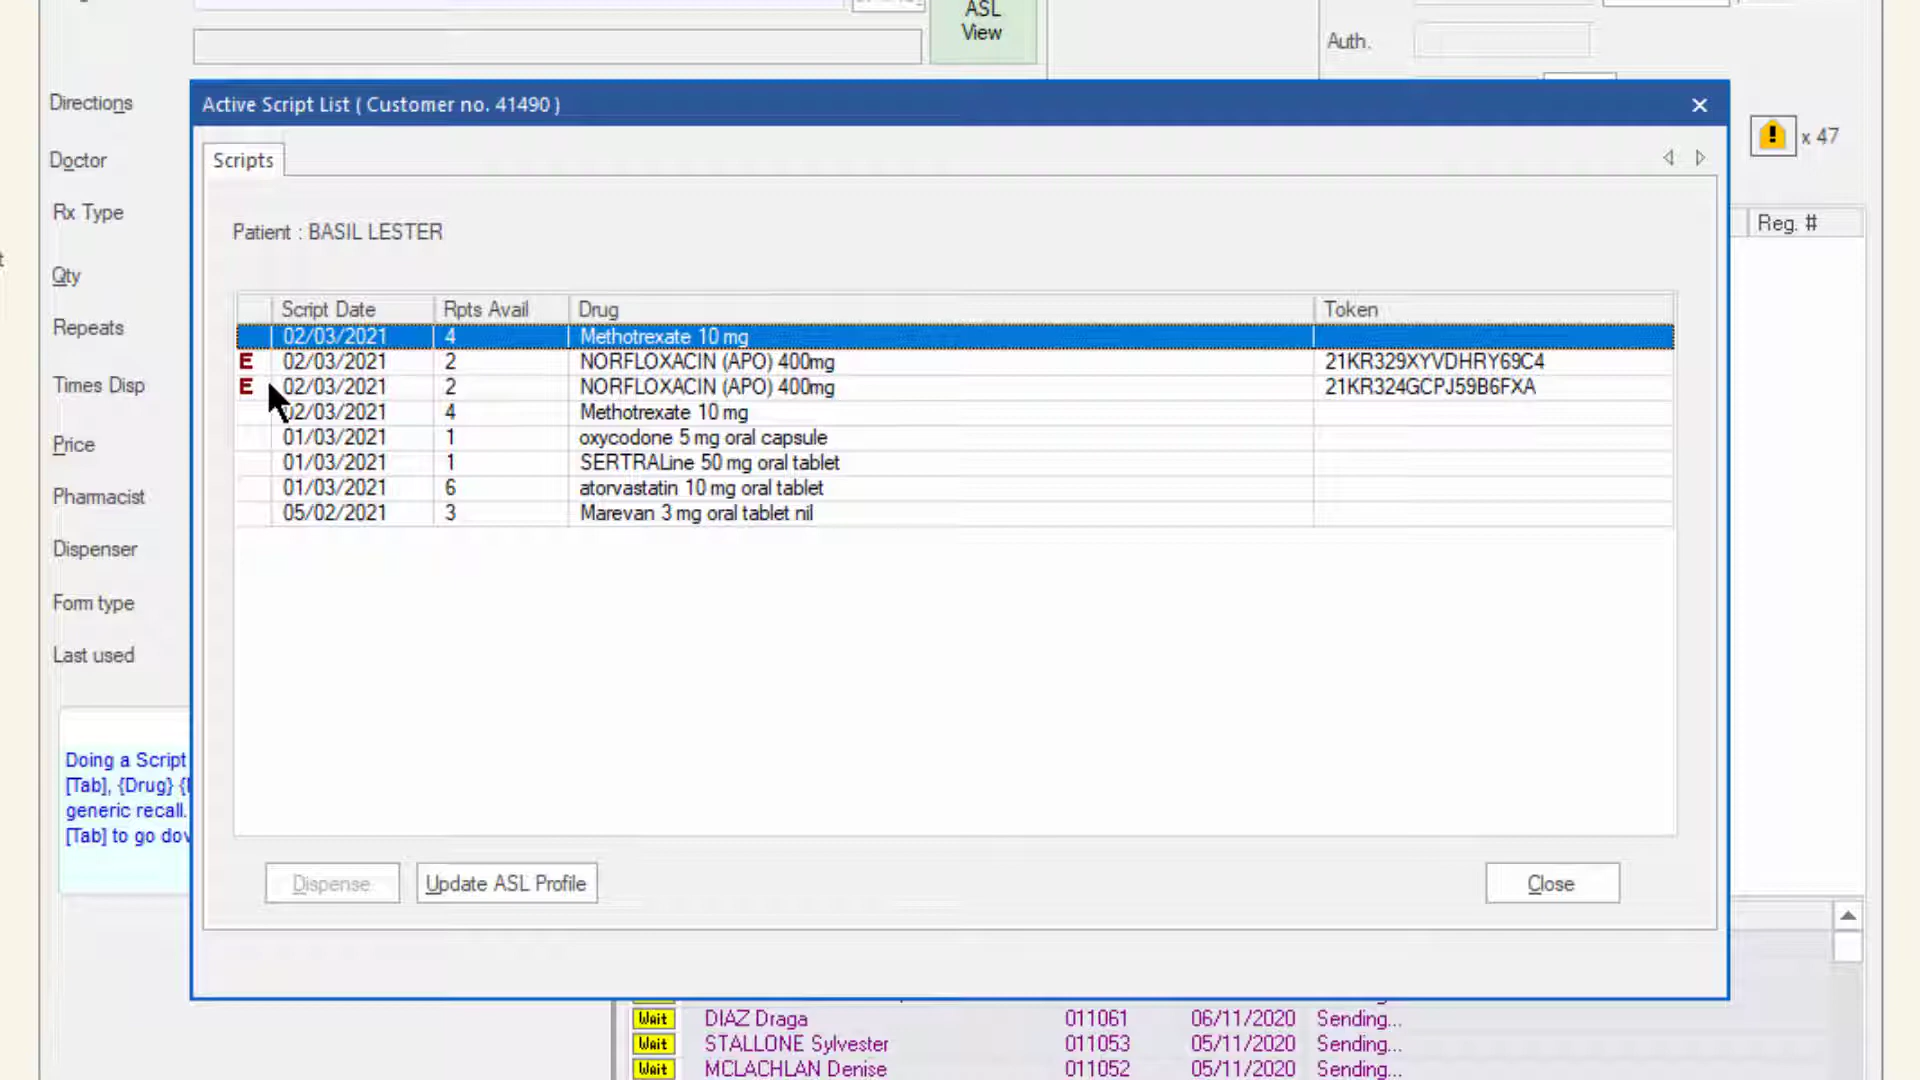 ASL
View
Auth.
Directions
Active Script List ( Customer no. 41490 )
x 47
Doctor
Scripts
Rx Type
Reg. #
Patient : BASIL LESTER
t
Qty
Script Date Rpts Avail Drug Token
Repeats
02/03/2021 4 Methotrexate 10 mg
E 02/03/2021 2 NORFLOXACIN (APO) 400mg 21KR329XYVDHRY69C4
Times Disp
E 02/03/2021 2 NORFLOXACIN (APO) 400mg 21KR324GCPJ59B6FXA
02/03/2021 4 Methotrexate 10 mg
01/03/2021 1 oxycodone 5 mg oral capsule
Price
01/03/2021 1 SERTRALine 50 mg oral tablet
01/03/2021 6 atorvastatin 10 mg oral tablet
Pharmacist
05/02/2021 3 Marevan 3 mg oral tablet nil
Dispenser
Form type
Last used
Doing a Script
[Tab], {Drug} {
generic recall.
[Tab] to go dov
Dispense Update ASL Profile Close
Wait DIAZ Draga 011061 06/11/2020 Sending...
Wait STALLONE Sylvester 011053 05/11/2020 Sending...
Wait MCLACHLAN Denise 011052 05/11/2020 Sending...